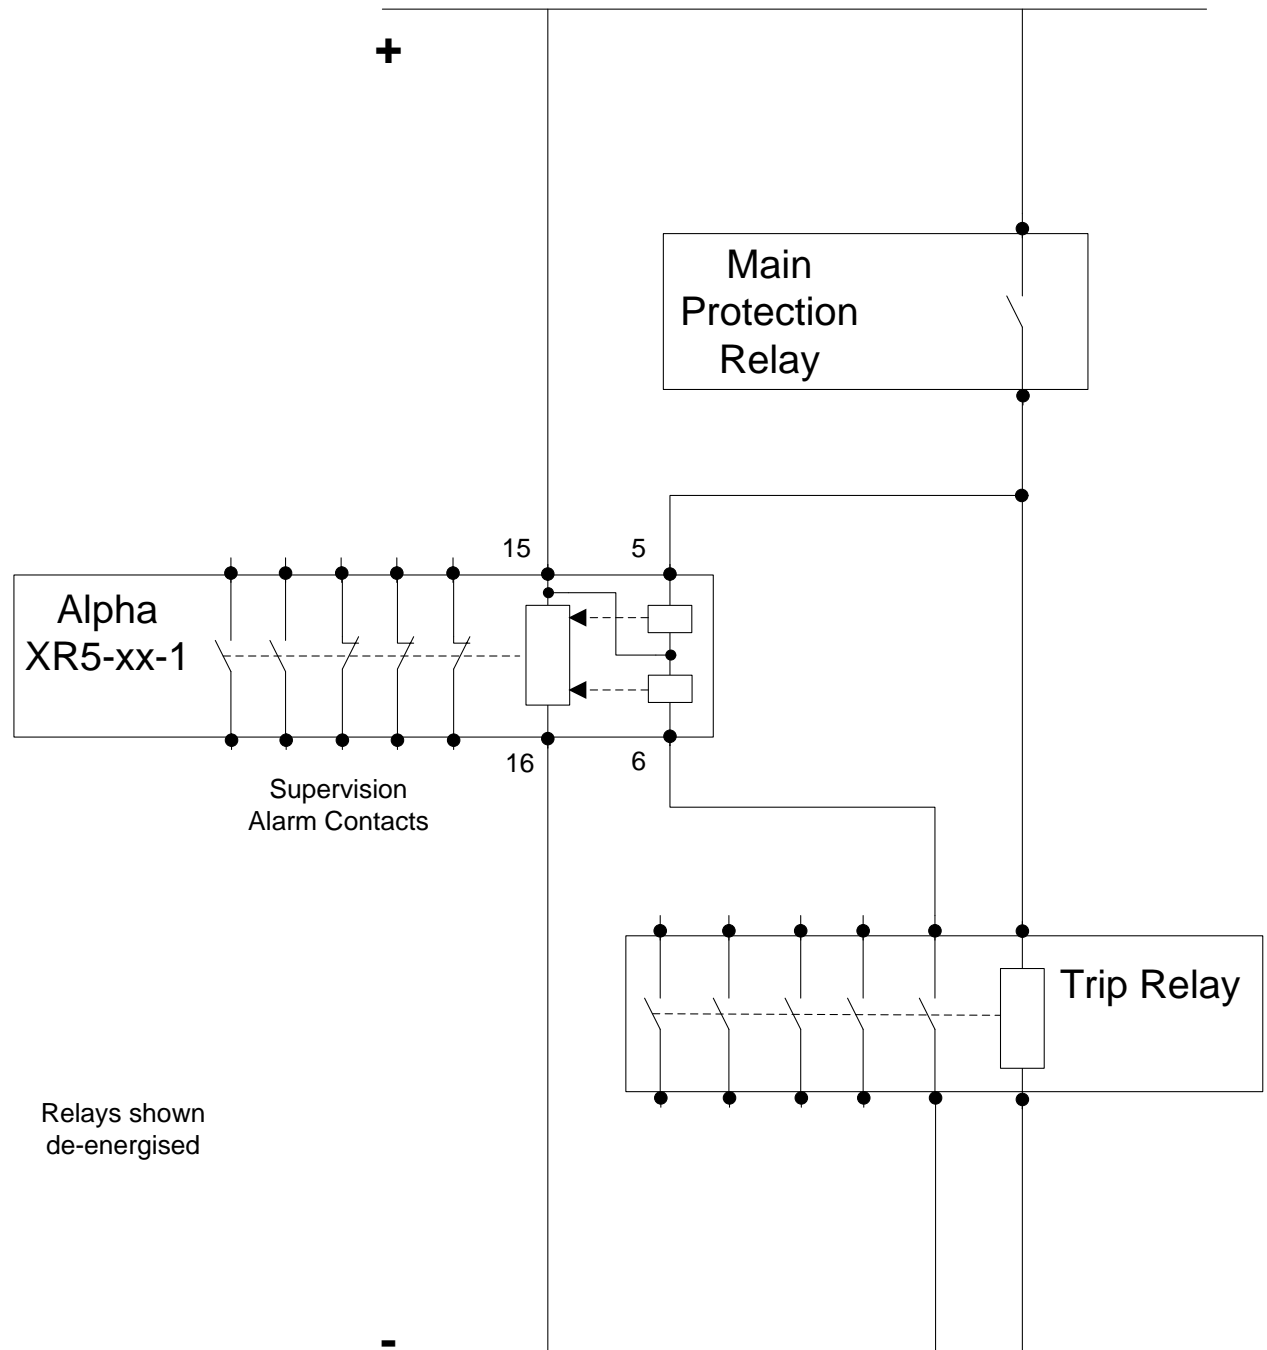 +
Main
Protection
Relay
15
5
Alpha
XR5-xx-1
16
6
Supervision
Alarm Contacts
Trip Relay
Relays shown
de-energised
-